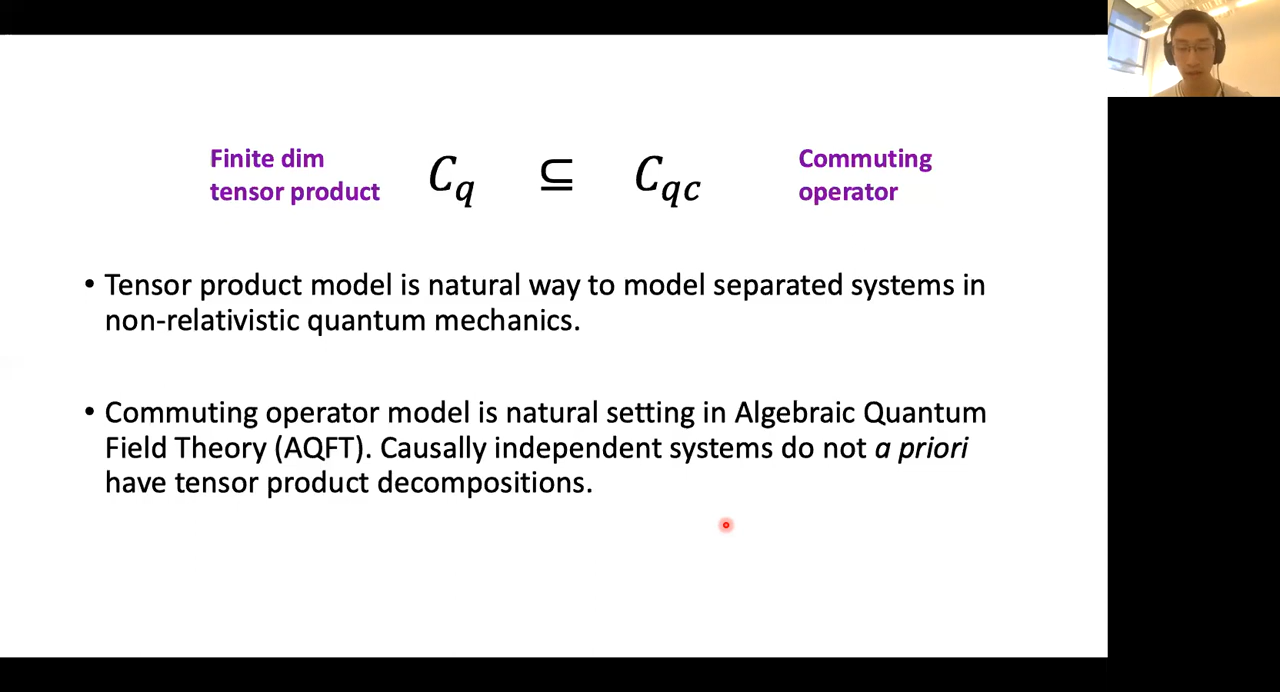 Finite dim
tensor product
C_q ⊆ C_{qc}
Commuting
operator
• Tensor product model is natural way to model separated systems in
non-relativistic quantum mechanics.
• Commuting operator model is natural setting in Algebraic Quantum
Field Theory (AQFT). Causally independent systems do not a priori
have tensor product decompositions.